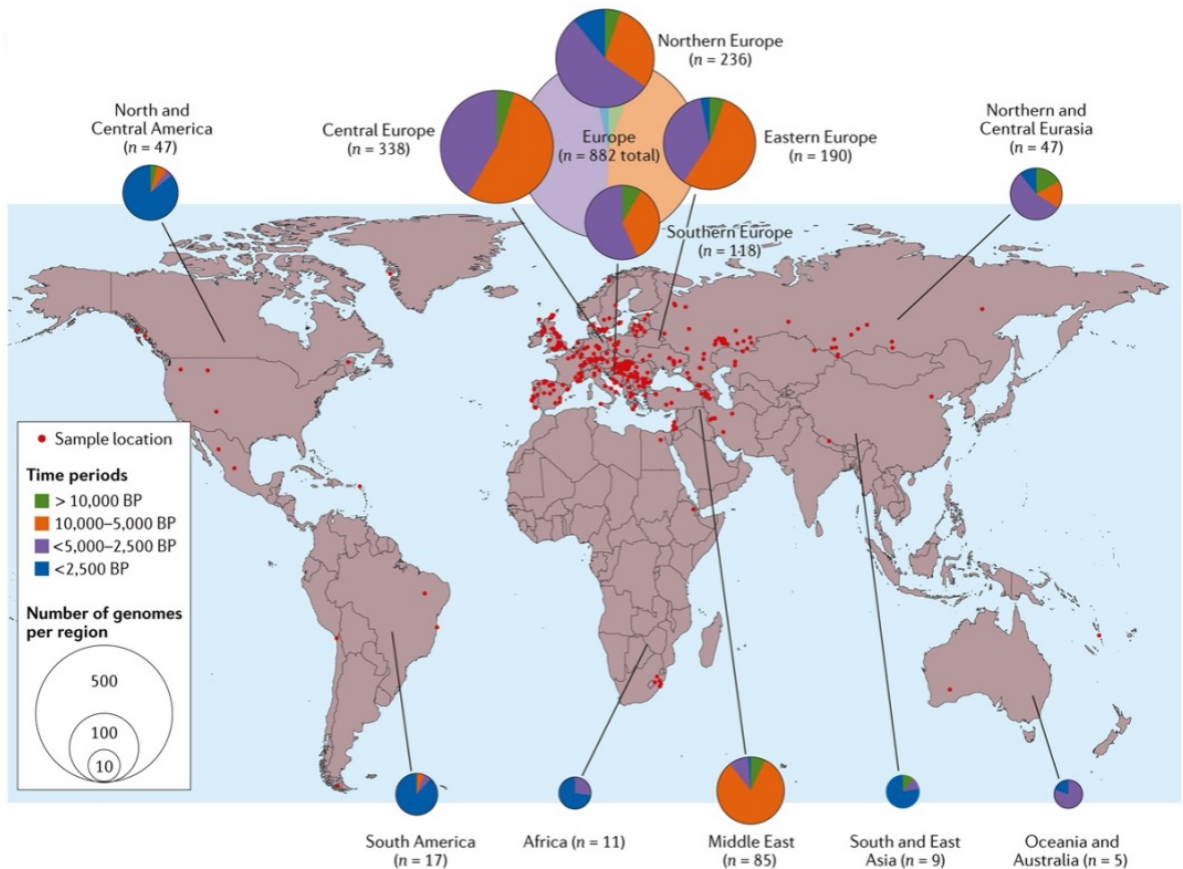 Northern Europe
(n = 236)
North and
Central America
(n = 47)
Central Europe
(n = 338)
Europe
(n = 882 total)
Eastern Europe
(n = 190)
Northern and
Central Eurasia
(n = 47)
Southern Europe
(n = 118)
Sample location
Time periods
> 10,000 BP
10,000–5,000 BP
<5,000–2,500 BP
<2,500 BP
Number of genomes
per region
500
100
10
South America
(n = 17)
Africa (n = 11)
Middle East
(n = 85)
South and East
Asia (n = 9)
Oceania and
Australia (n = 5)